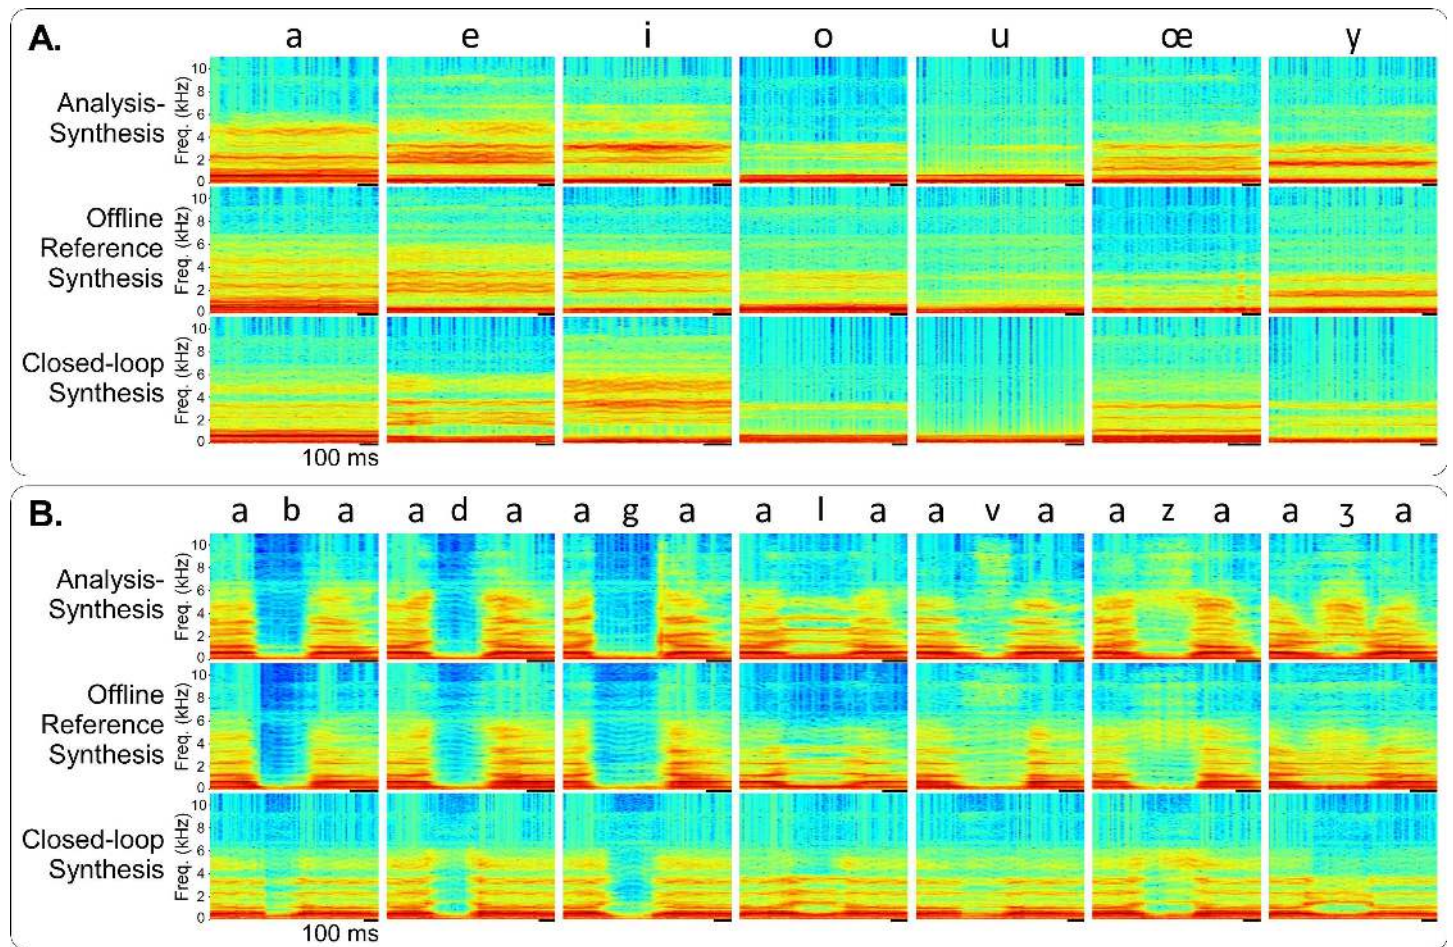 A.
a e i o u œ y
Analysis-
Synthesis
Freq. (kHz)
10
8
6
4
2
0
Offline
Reference
Synthesis
Freq. (kHz)
10
8
6
4
2
0
Closed-loop
Synthesis
Freq. (kHz)
10
8
6
4
2
0
100 ms
B.
a b a a d a a g a a l a a v a a z a a ʒ a
Analysis-
Synthesis
Freq. (kHz)
10
8
6
4
2
0
Offline
Reference
Synthesis
Freq. (kHz)
10
8
6
4
2
0
Closed-loop
Synthesis
Freq. (kHz)
10
8
6
4
2
0
100 ms